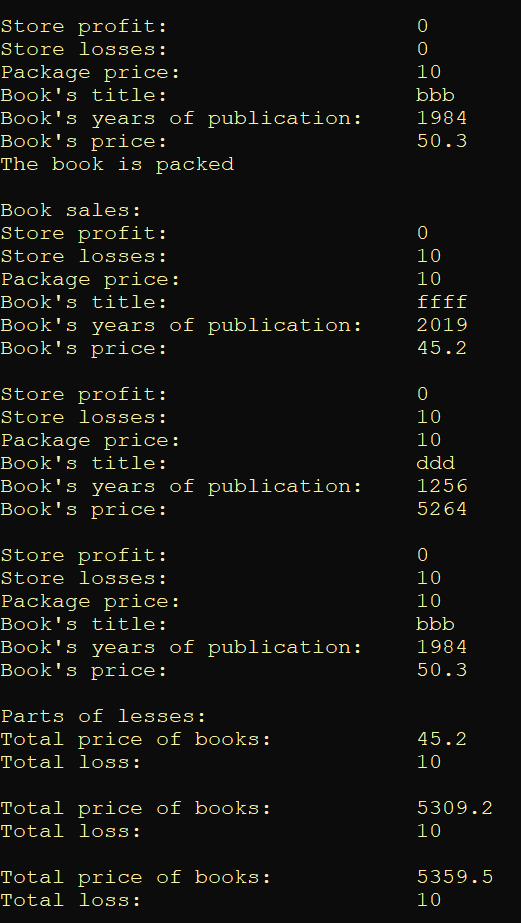 Store profit: 0
Store losses: 0
Package price: 10
Book's title: bbb
Book's years of publication: 1984
Book's price: 50.3
The book is packed
Book sales:
Store profit: 0
Store losses: 10
Package price: 10
Book's title: ffff
Book's years of publication: 2019
Book's price: 45.2
Store profit: 0
Store losses: 10
Package price: 10
Book's title: ddd
Book's years of publication: 1256
Book's price: 5264
Store profit: 0
Store losses: 10
Package price: 10
Book's title: bbb
Book's years of publication: 1984
Book's price: 50.3
Parts of lesses:
Total price of books: 45.2
Total loss: 10
Total price of books: 5309.2
Total loss: 10
Total price of books: 5359.5
Total loss: 10